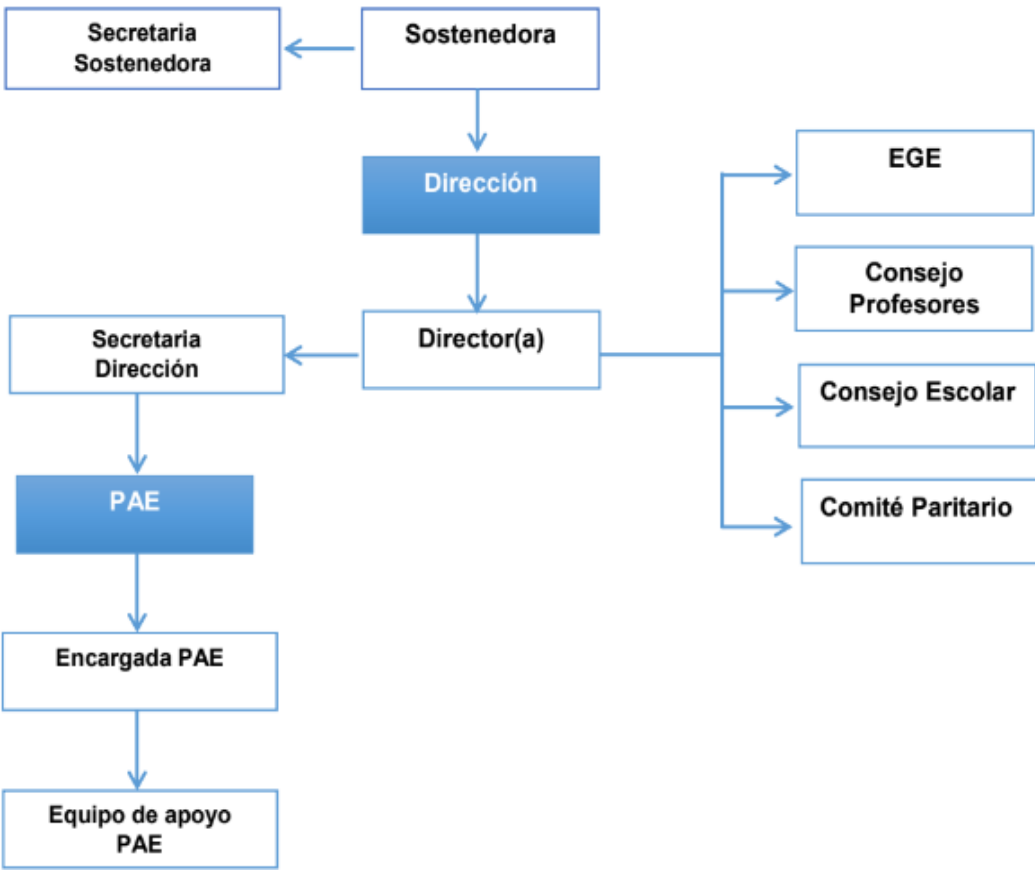 Secretaria
Sostenedora
Sostenedora
Dirección
EGE
Consejo
Profesores
Secretaria
Dirección
Director(a)
Consejo Escolar
PAE
Comité Paritario
Encargada PAE
Equipo de apoyo
PAE